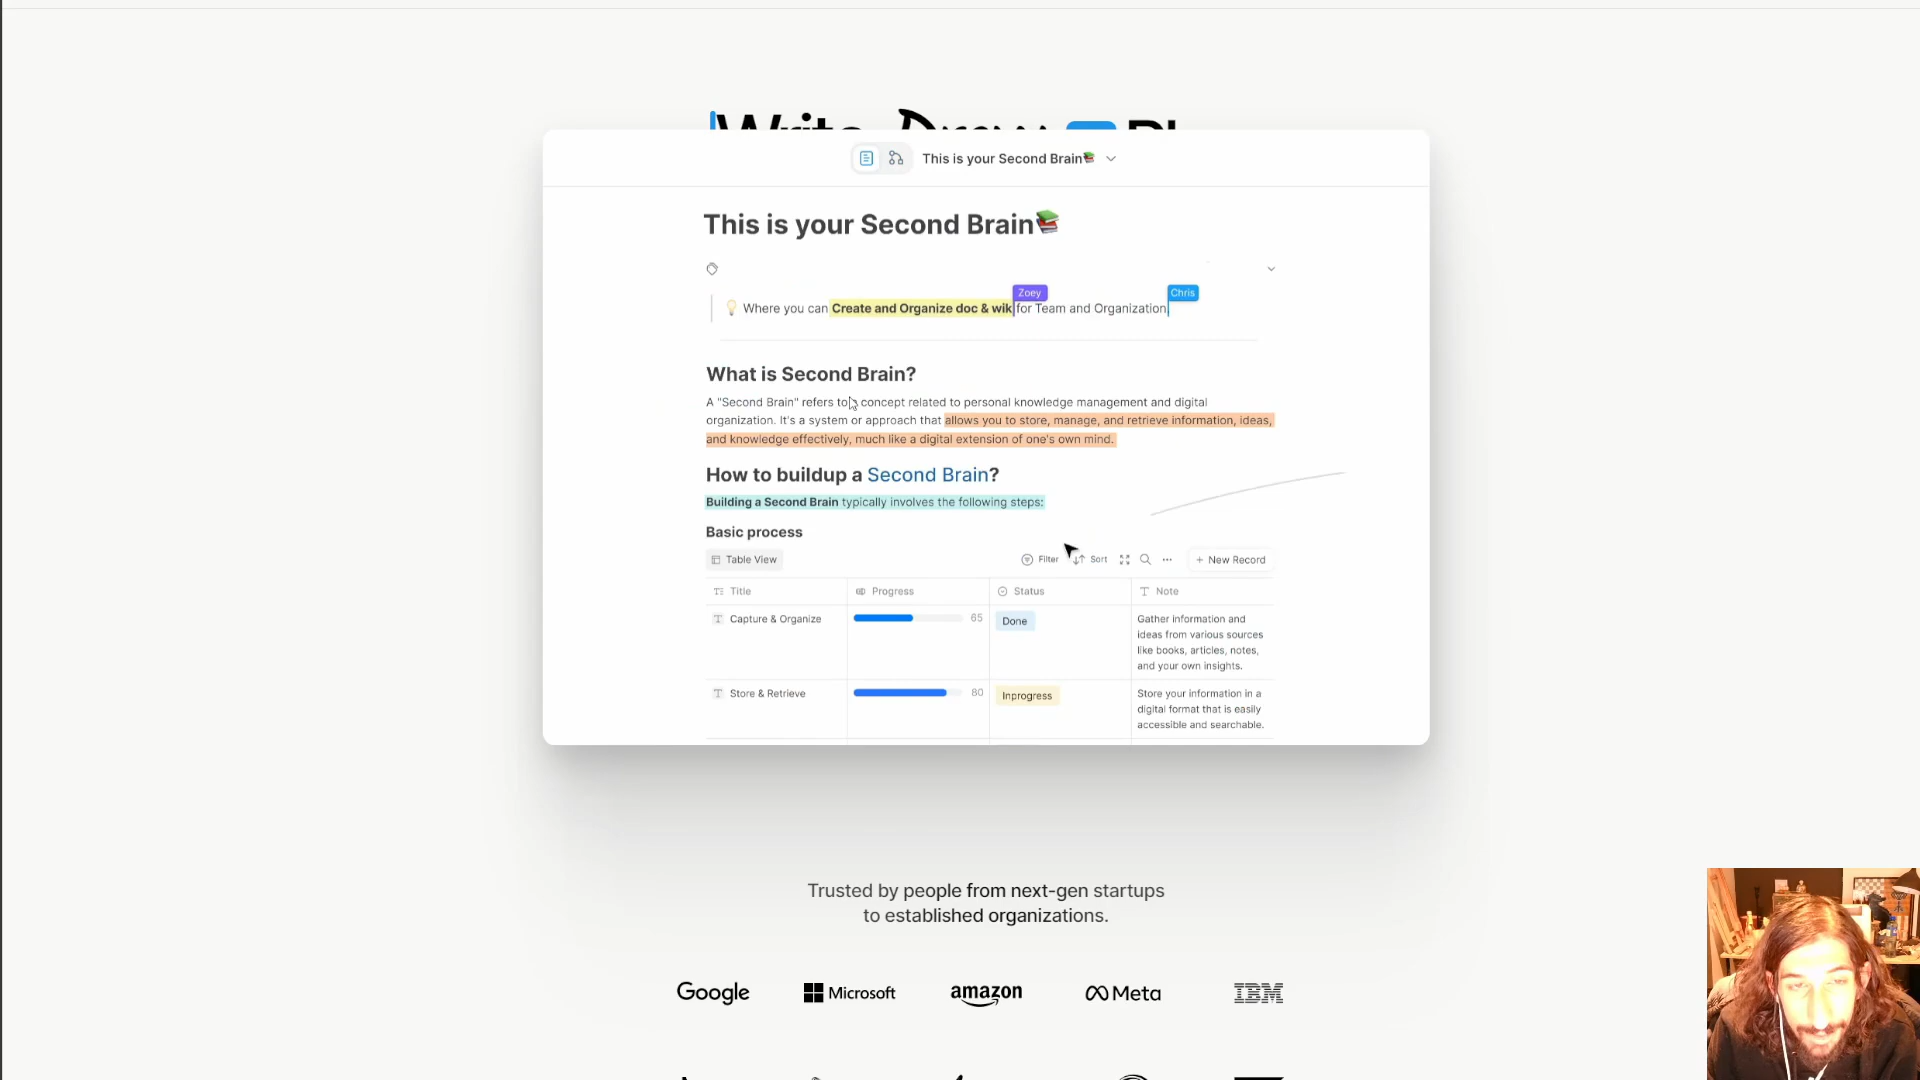 This is your Second Brain
This is your Second Brain
Zoey
Chris
Where you can Create and Organize doc & wik for Team and Organization
What is Second Brain?
A "Second Brain" refers to concept related to personal knowledge management and digital
organization. It's a system or approach that allows you to store, manage, and retrieve information, ideas,
and knowledge effectively, much like a digital extension of one's own mind.
How to buildup a Second Brain?
Building a Second Brain typically involves the following steps:
Basic process
Table View Filter Sort + New Record
Title Progress Status Note
Capture & Organize 65 Done Gather information and
ideas from various sources
like books, articles, notes,
and your own insights.
Store & Retrieve 80 Inprogress Store your information in a
digital format that is easily
accessible and searchable.
Trusted by people from next-gen startups
to established organizations.
Google Microsoft amazon Meta IBM